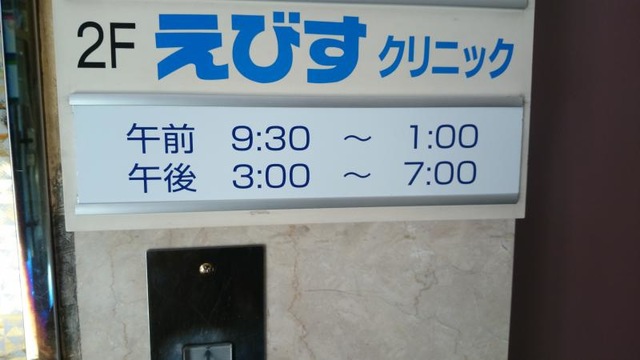 2F えびすクリニック
午前 9:30 ～ 1:00
午後 3:00 ～ 7:00